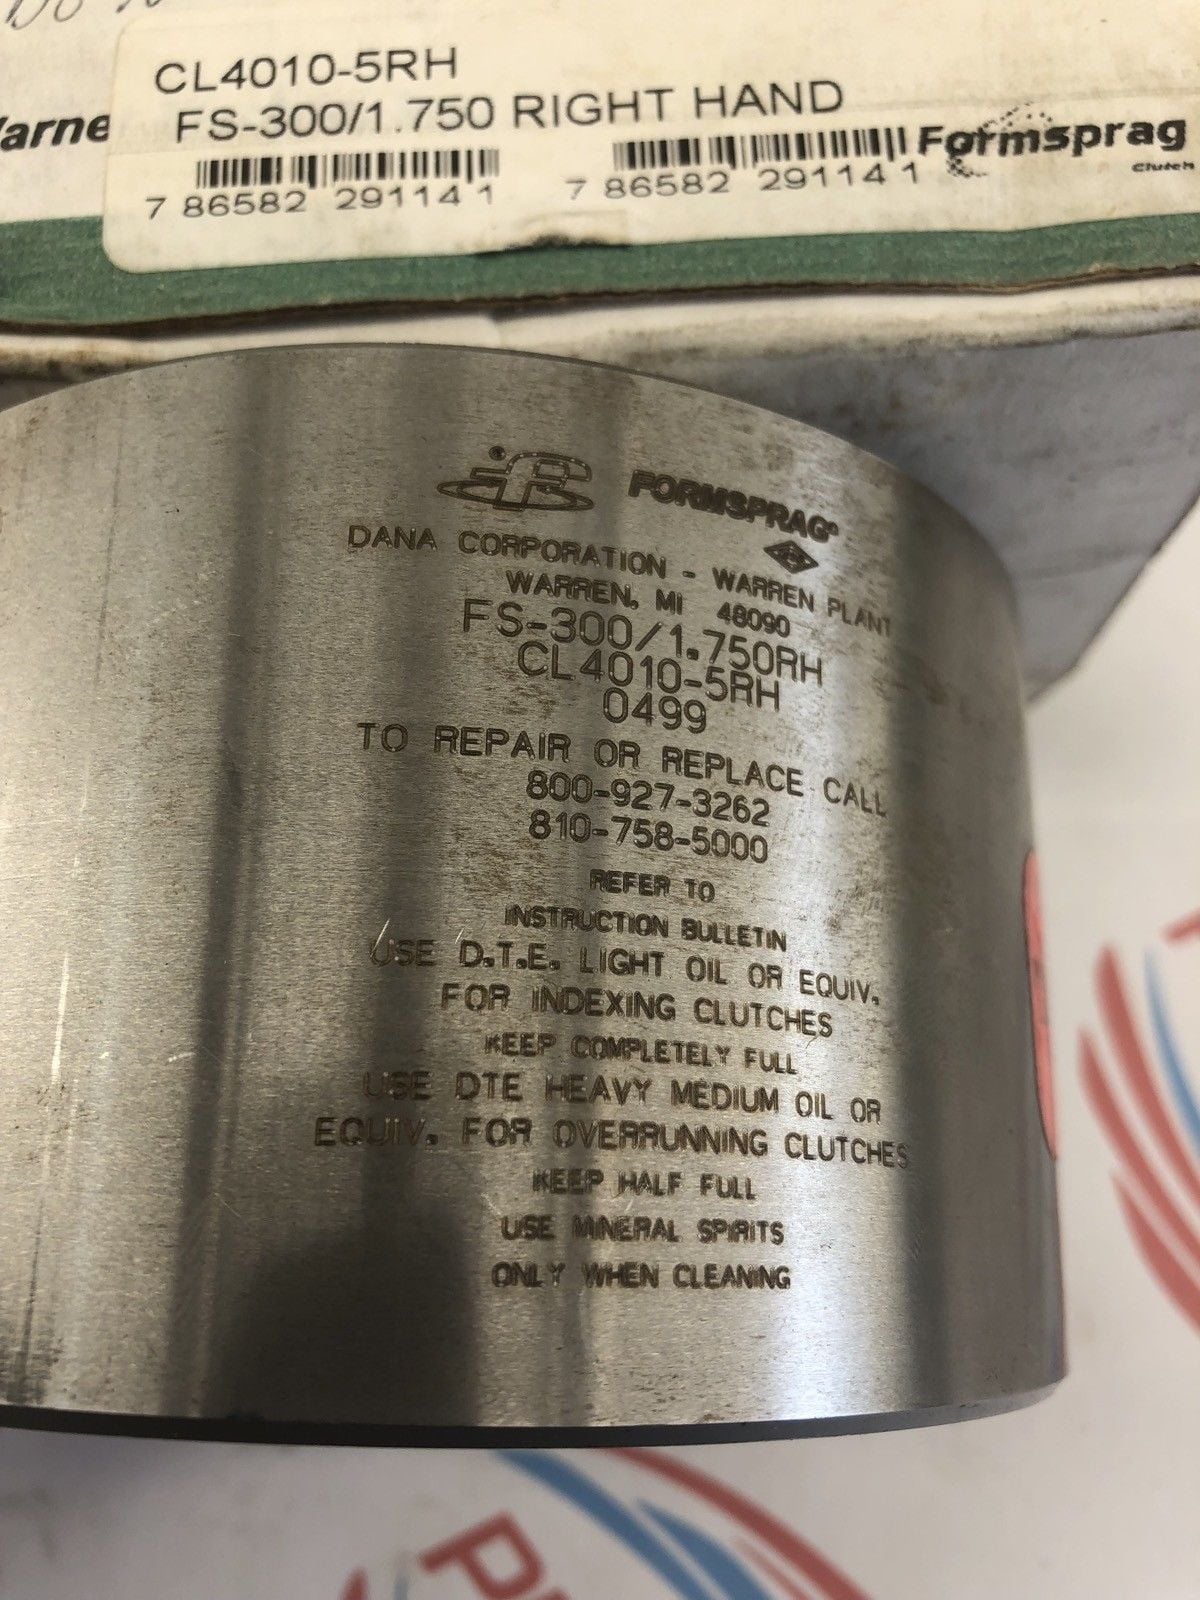 CL4010-5RH
FS-300/1.750 RIGHT HAND
Formsprag
Clutch
7 86582 29114 1
7 86582 29114 1
FORMSPRAG®
DANA CORPORATION - WARREN PLANT
WARREN, MI 48090
FS-300/1.750RH
CL4010-5RH
0499
TO REPAIR OR REPLACE CALL
800-927-3262
810-758-5000
REFER TO
INSTRUCTION BULLETIN
USE D.T.E. LIGHT OIL OR EQUIV.
FOR INDEXING CLUTCHES
KEEP COMPLETELY FULL
USE DTE HEAVY MEDIUM OIL OR
EQUIV. FOR OVERRUNNING CLUTCHES
KEEP HALF FULL
USE MINERAL SPIRITS
ONLY WHEN CLEANING